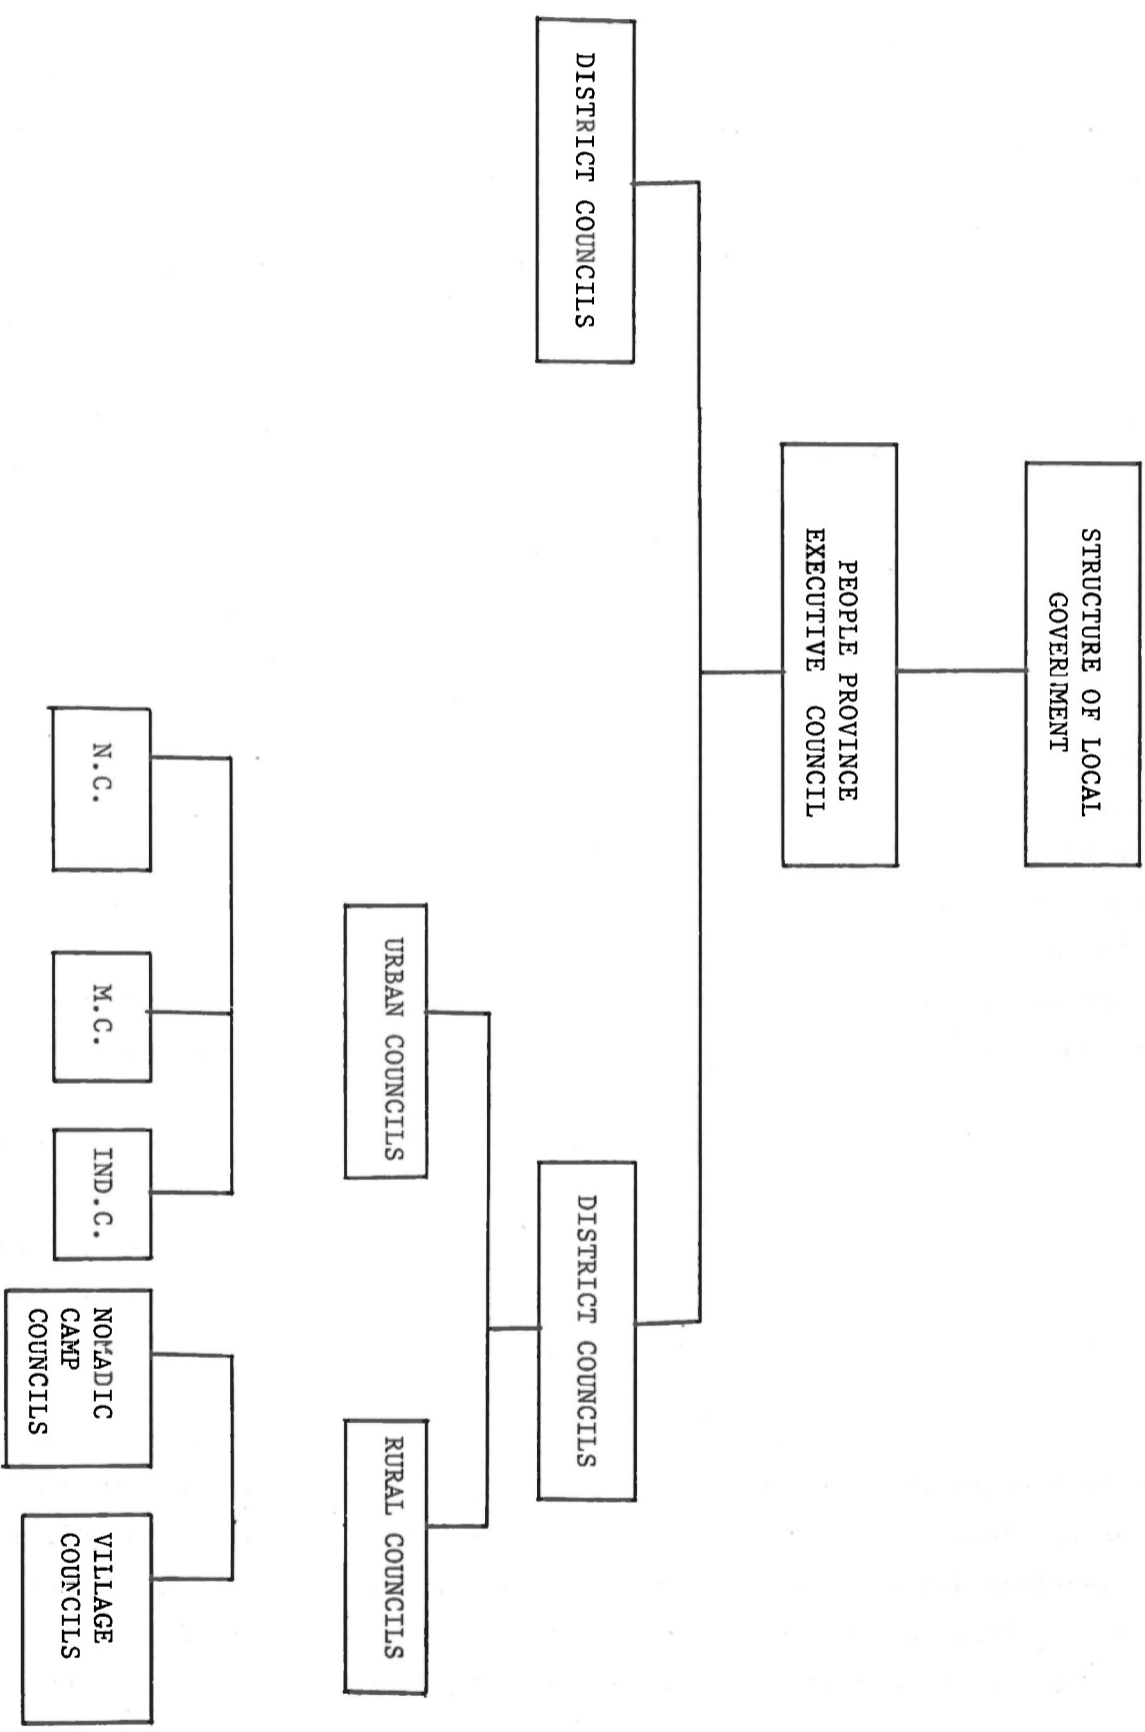 STRUCTURE OF LOCAL
GOVERNMENT
PEOPLE PROVINCE
EXECUTIVE COUNCIL
DISTRICT COUNCILS
DISTRICT COUNCILS
URBAN COUNCILS
RURAL COUNCILS
N.C.
M.C.
IND.C.
NOMADIC
CAMP
COUNCILS
VILLAGE
COUNCILS